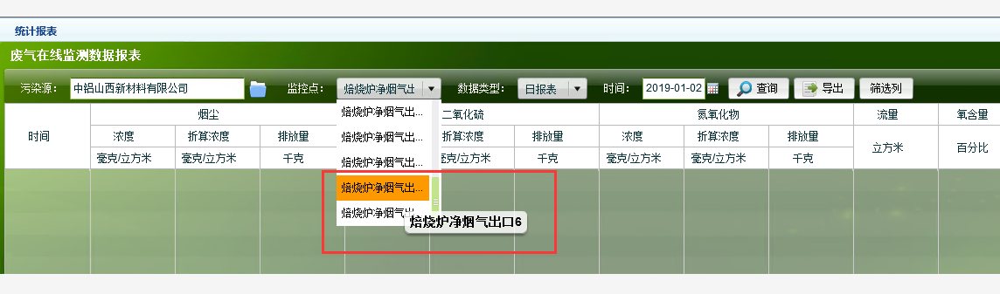 统计报表
废气在线监测数据报表
污染源： 中铝山西新材料有限公司 监控点： 焙烧炉净烟气出 数据类型： 日报表 时间： 2019-01-02 查询 导出 筛选列
焙烧炉净烟气出...
焙烧炉净烟气出...
焙烧炉净烟气出...
焙烧炉净烟气出...
焙烧炉净烟气出...
焙烧炉净烟气出口6
时间 烟尘 二氧化硫 氮氧化物 流量 氧含量
浓度 折算浓度 排放量 折算浓度 排放量 浓度 折算浓度 排放量
毫克/立方米 毫克/立方米 千克 克/立方米 千克 毫克/立方米 毫克/立方米 千克 立方米 百分比